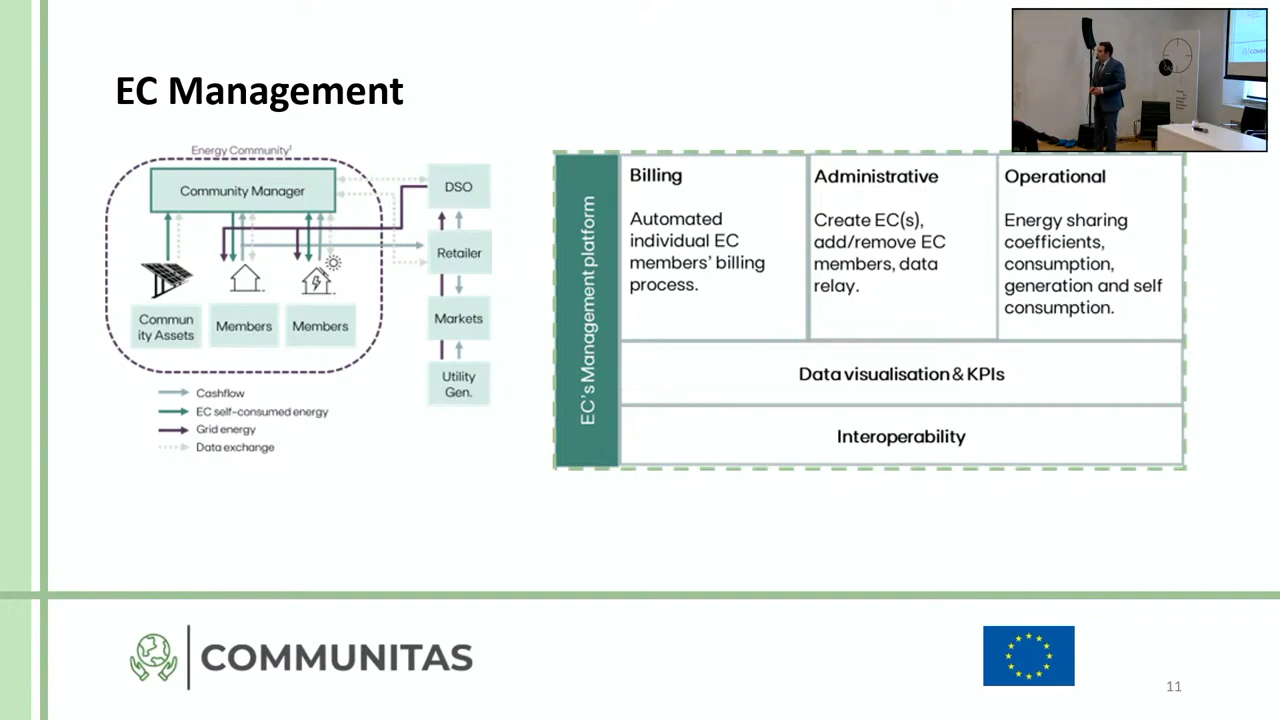 EC Management
Energy Community¹
Community Manager
DSO
Retailer
Markets
Utility
Gen.
Commun
ity Assets
Members
Members
Cashflow
EC self-consumed energy
Grid energy
Data exchange
EC's Management platform
Billing
Automated
individual EC
members' billing
process.
Administrative
Create EC(s),
add/remove EC
members, data
relay.
Operational
Energy sharing
coefficients,
consumption,
generation and self
consumption.
Data visualisation & KPIs
Interoperability
COMMUNITAS
11